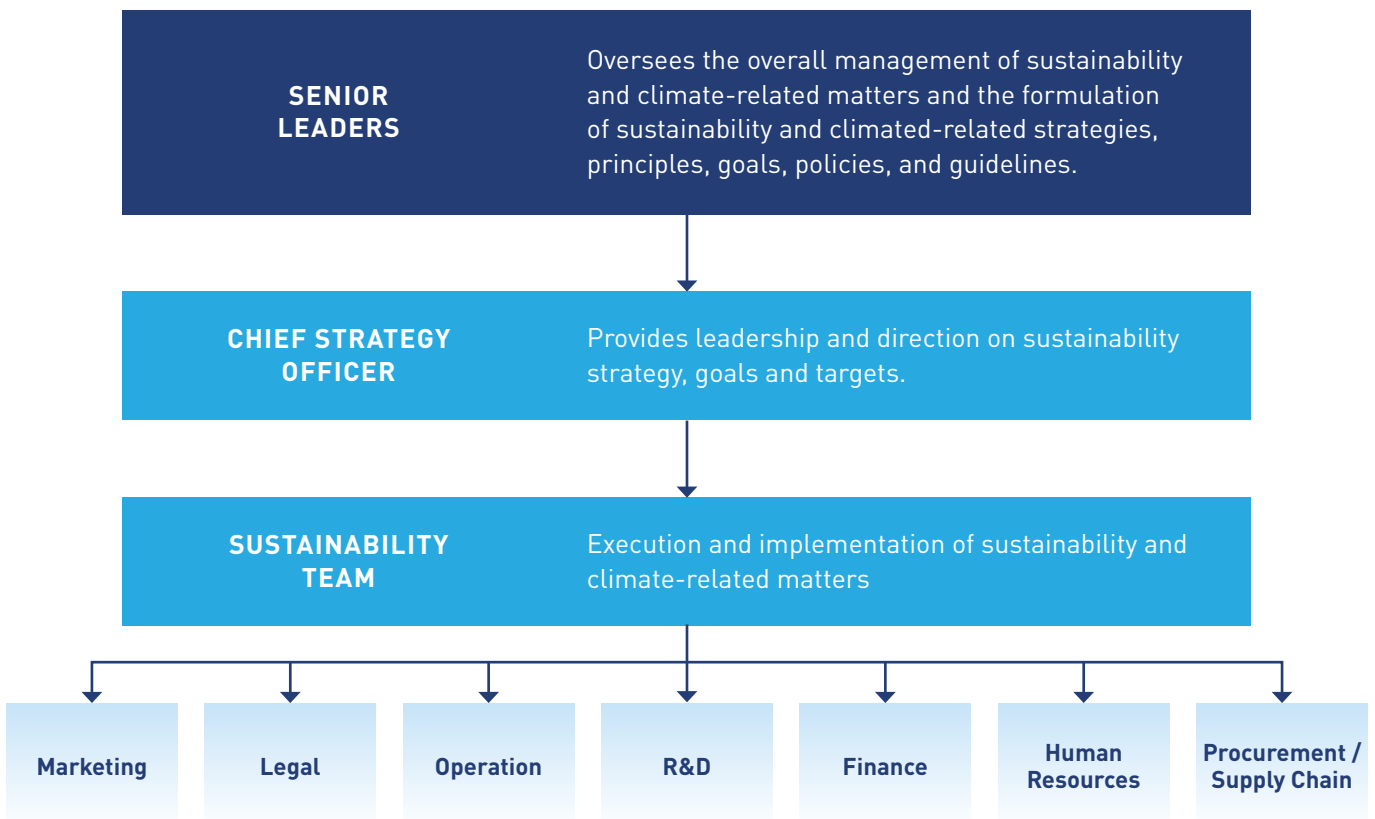 SENIOR
LEADERS
Oversees the overall management of sustainability
and climate-related matters and the formulation
of sustainability and climated-related strategies,
principles, goals, policies, and guidelines.
CHIEF STRATEGY
OFFICER
Provides leadership and direction on sustainability
strategy, goals and targets.
SUSTAINABILITY
TEAM
Execution and implementation of sustainability and
climate-related matters
Marketing
Legal
Operation
R&D
Finance
Human
Resources
Procurement /
Supply Chain